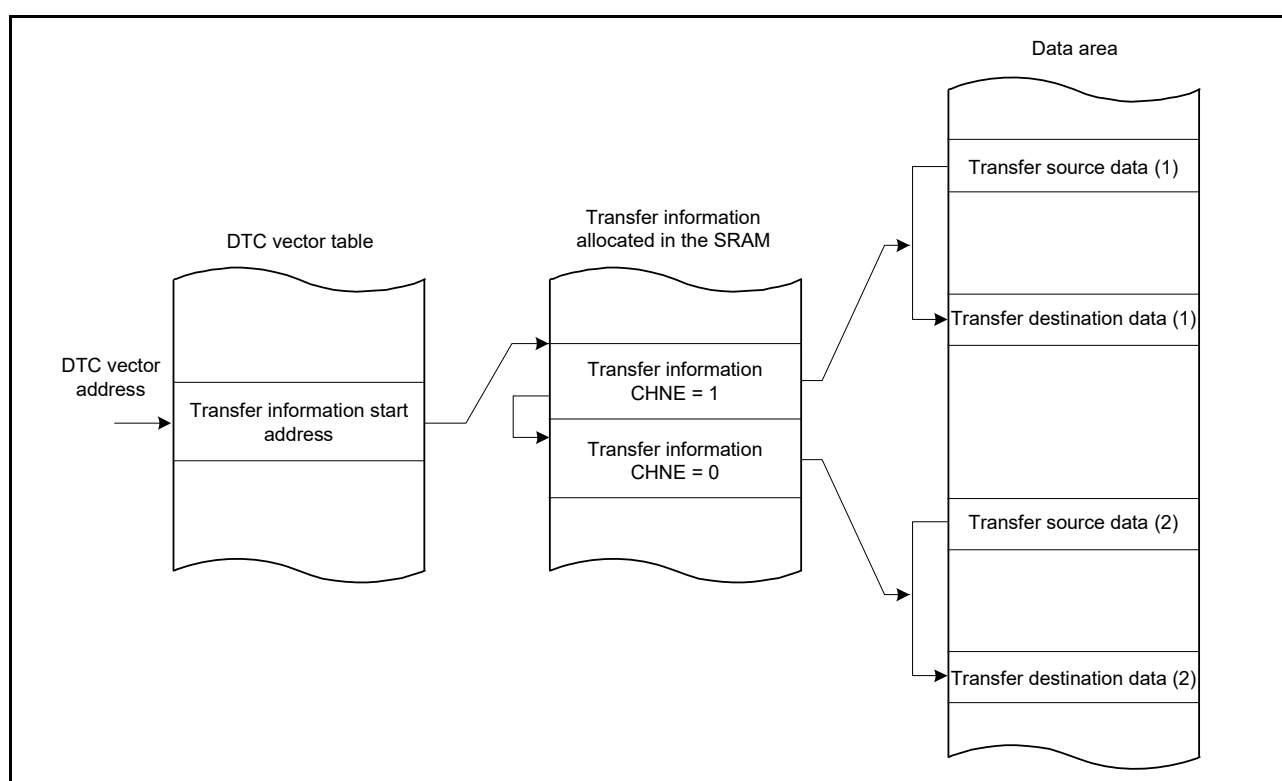 Data area
Transfer source data (1)
Transfer information
allocated in the SRAM
DTC vector table
Transfer destination data (1)
DTC vector
address
Transfer information
CHNE = 1
Transfer information start
address
Transfer information
CHNE = 0
Transfer source data (2)
Transfer destination data (2)